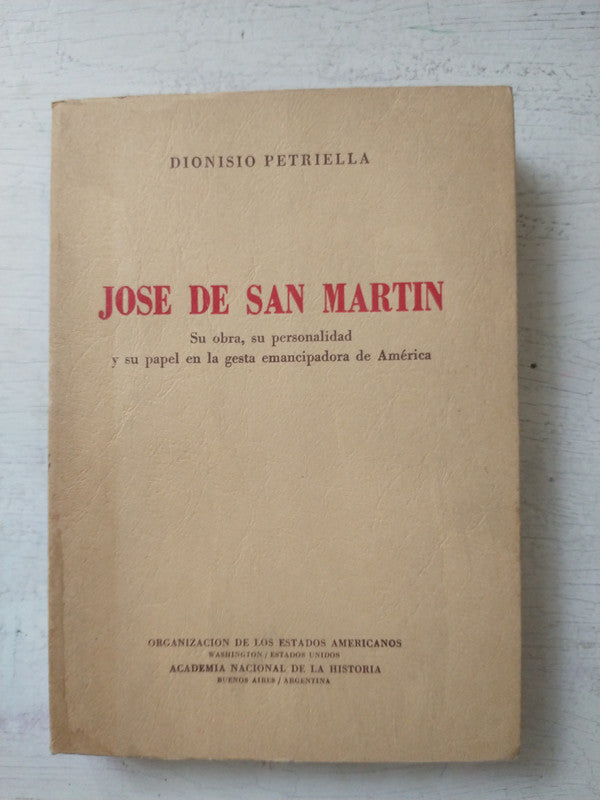 DIONISIO PETRIELLA
JOSE DE SAN MARTIN
Su obra, su personalidad
y su papel en la gesta emancipadora de América
ORGANIZACION DE LOS ESTADOS AMERICANOS
WASHINGTON / ESTADOS UNIDOS
ACADEMIA NACIONAL DE LA HISTORIA
BUENOS AIRES / ARGENTINA